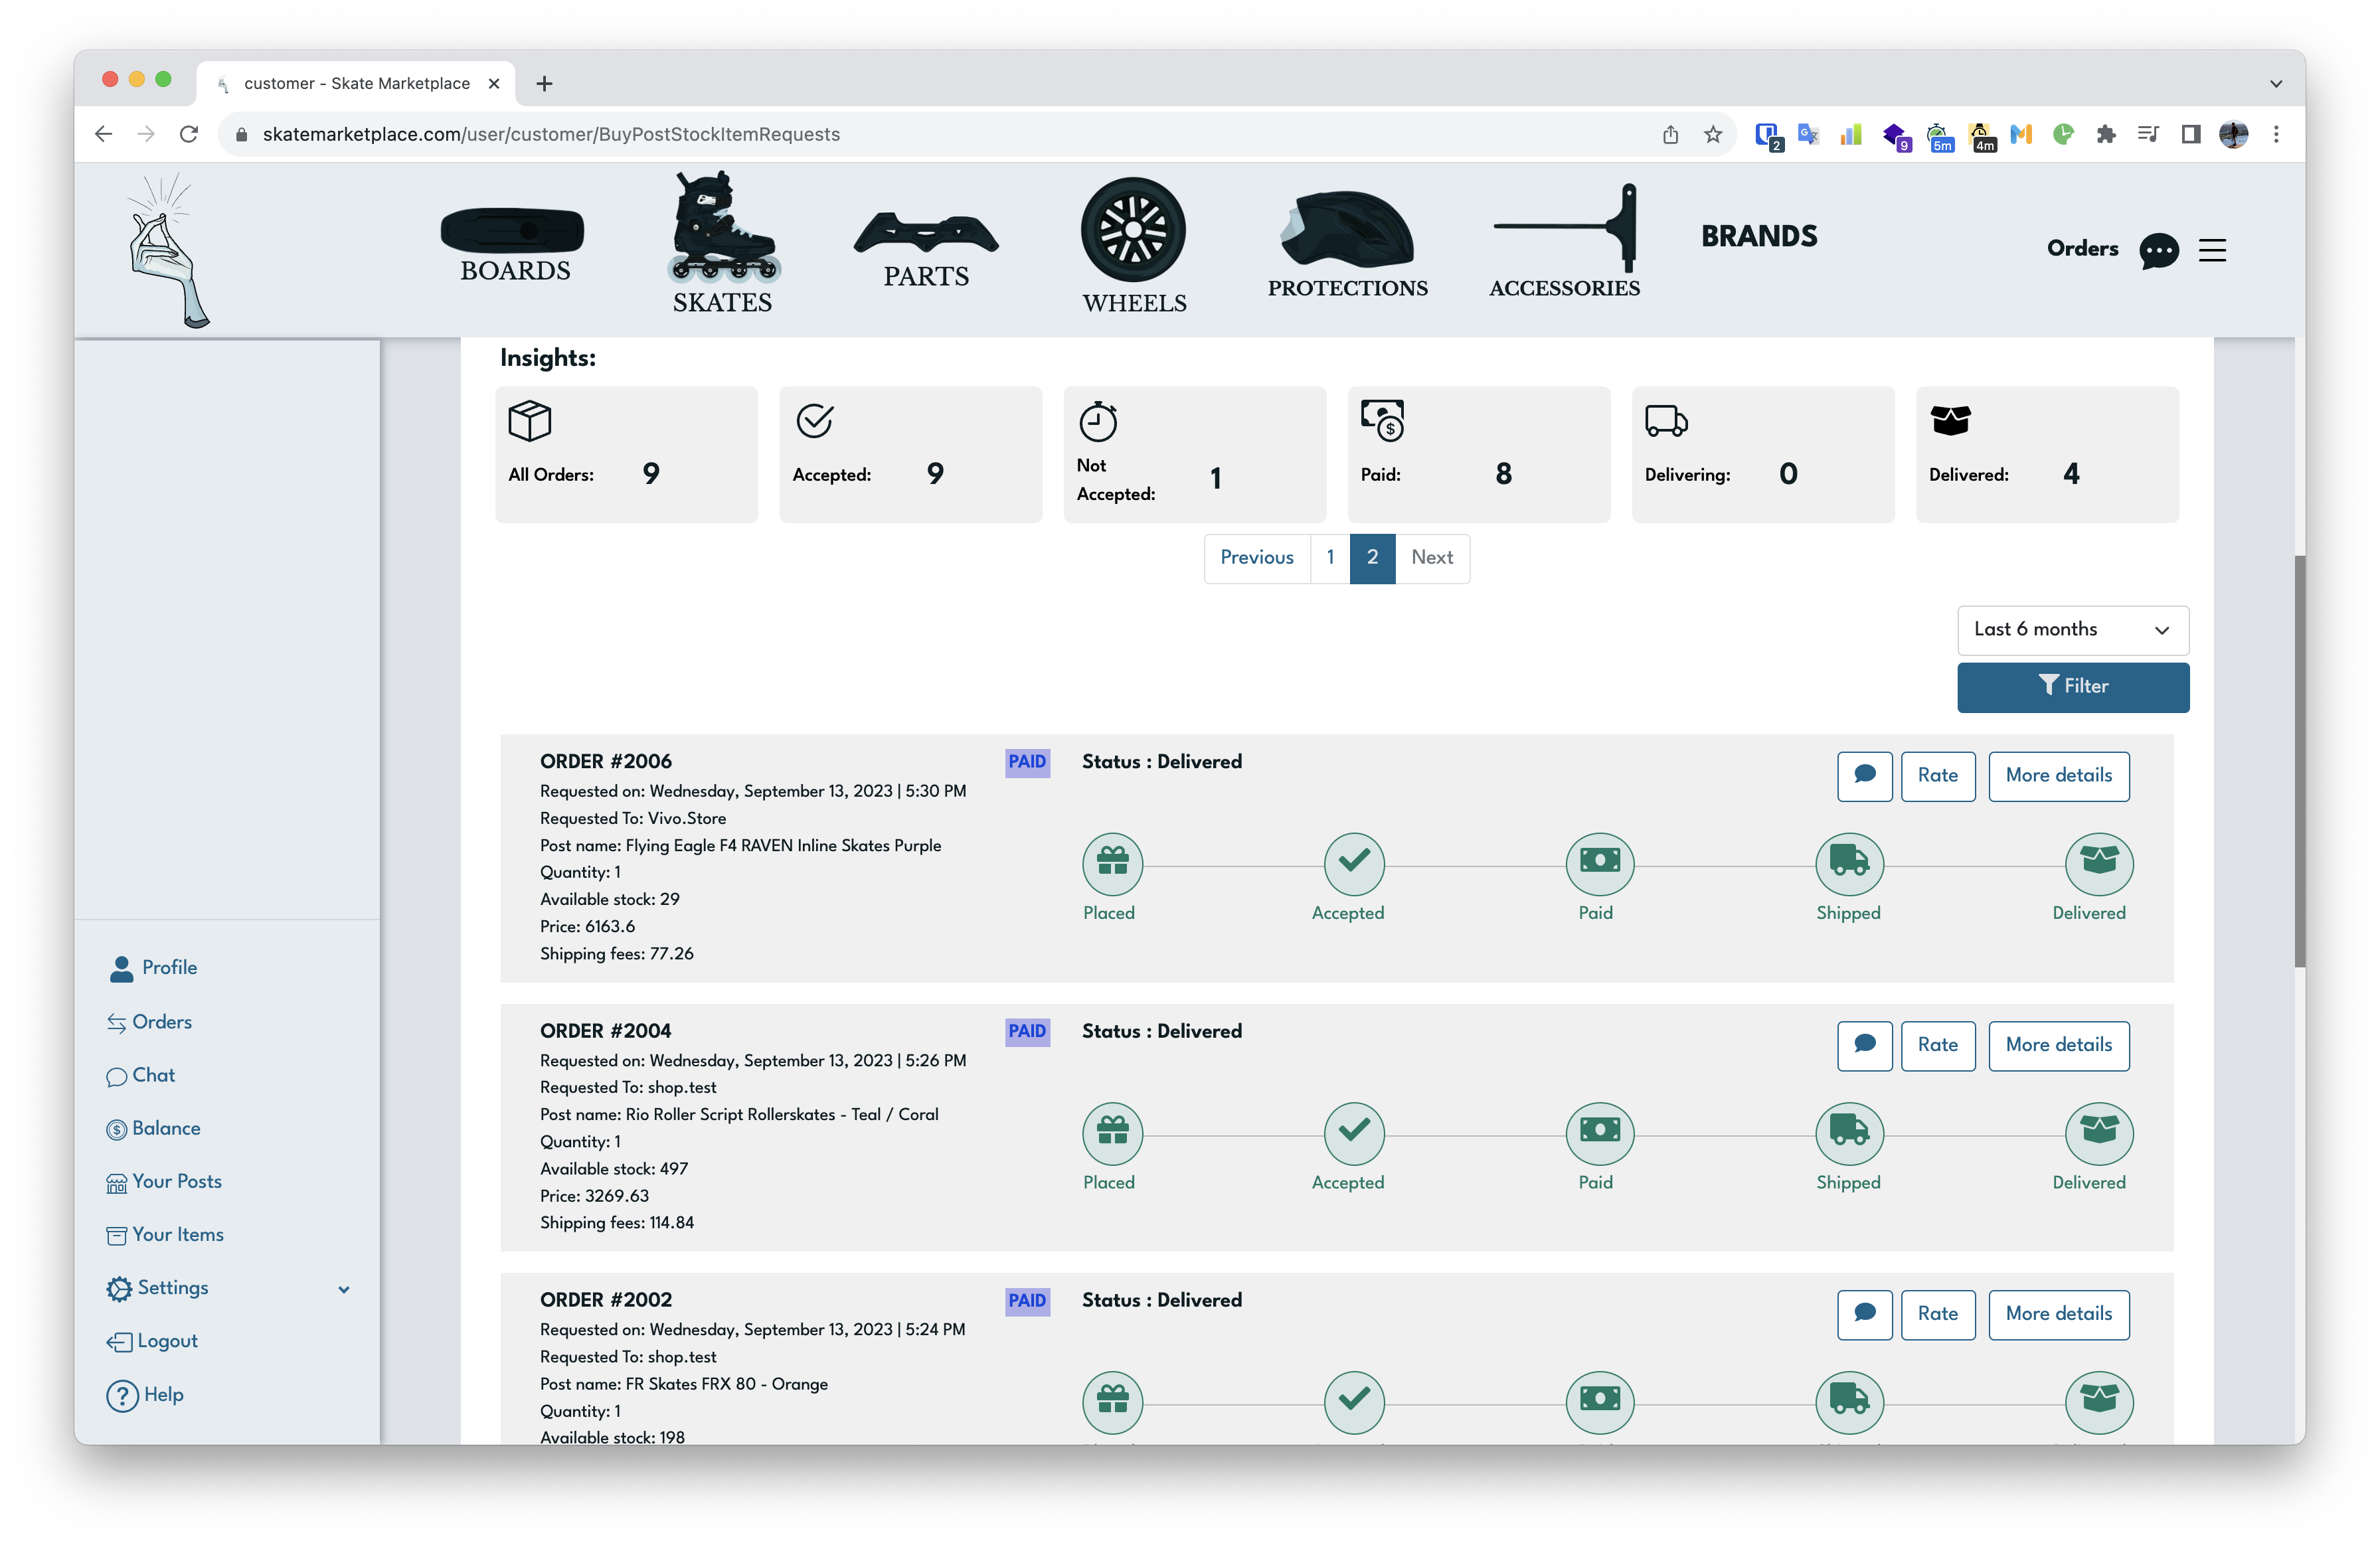 customer - Skate Marketplace
skatemarketplace.com/user/customer/BuyPostStockItemRequests
2
9
5m
4m
BOARDS
SKATES
PARTS
WHEELS
PROTECTIONS
ACCESSORIES
BRANDS
Orders
Insights:
All Orders: 9
Accepted: 9
Not
Accepted: 1
Paid: 8
Delivering: 0
Delivered: 4
Previous 1 2 Next
Last 6 months
Filter
ORDER #2006 PAID Status : Delivered Rate More details
Requested on: Wednesday, September 13, 2023 | 5:30 PM
Requested To: Vivo.Store
Post name: Flying Eagle F4 RAVEN Inline Skates Purple
Quantity: 1
Available stock: 29
Price: 6163.6
Shipping fees: 77.26
Placed Accepted Paid Shipped Delivered
ORDER #2004 PAID Status : Delivered Rate More details
Requested on: Wednesday, September 13, 2023 | 5:26 PM
Requested To: shop.test
Post name: Rio Roller Script Rollerskates - Teal / Coral
Quantity: 1
Available stock: 497
Price: 3269.63
Shipping fees: 114.84
Placed Accepted Paid Shipped Delivered
ORDER #2002 PAID Status : Delivered Rate More details
Requested on: Wednesday, September 13, 2023 | 5:24 PM
Requested To: shop.test
Post name: FR Skates FRX 80 - Orange
Quantity: 1
Available stock: 198
Profile
Orders
Chat
Balance
Your Posts
Your Items
Settings
Logout
Help